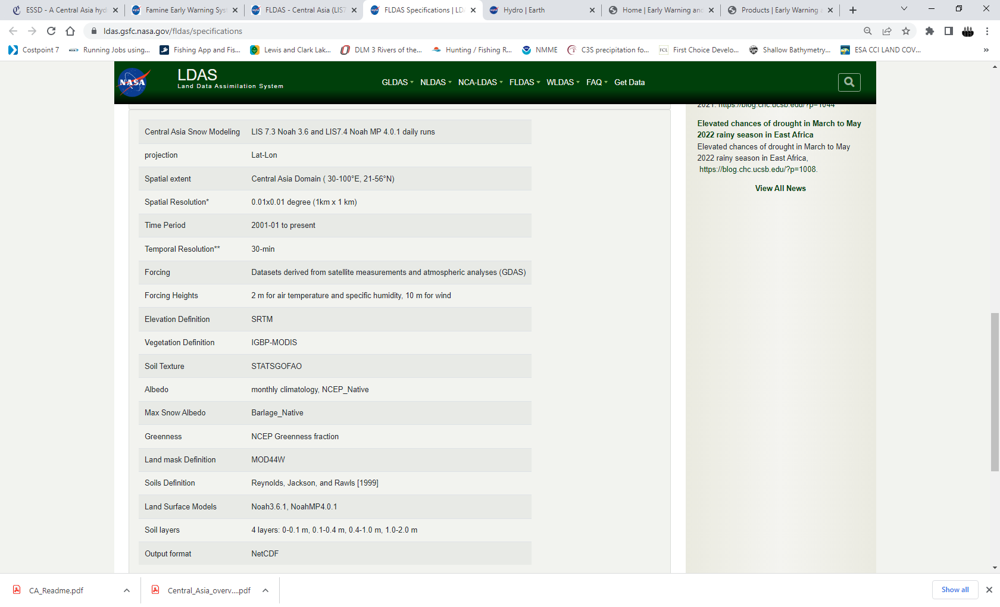 ESSD - A Central Asia hyd
Famine Early Warning Sys
FLDAS - Central Asia (LIS7
FLDAS Specifications | LD
Hydro | Earth
Home | Early Warning and
Products | Early Warning a
ldas.gsfc.nasa.gov/fldas/specifications
Costpoint 7
Running Jobs using...
Fishing App and Fis...
Lewis and Clark Lak...
DLM 3 Rivers of the...
Hunting / Fishing R...
NMME
C3S precipitation fo...
FCL
First Choice Develo...
Shallow Bathymetry...
ESA CCI LAND COV...
»
NASA
LDAS
Land Data Assimilation System
GLDAS NLDAS NCA-LDAS FLDAS WLDAS FAQ Get Data
2021. https://blog.chc.ucsb.edu/?p=1044
Elevated chances of drought in March to May
2022 rainy season in East Africa
Elevated chances of drought in March to May
2022 rainy season in East Africa,
https://blog.chc.ucsb.edu/?p=1008.
View All News
Central Asia Snow Modeling LIS 7.3 Noah 3.6 and LIS7.4 Noah MP 4.0.1 daily runs
projection Lat-Lon
Spatial extent Central Asia Domain ( 30-100°E, 21-56°N)
Spatial Resolution* 0.01x0.01 degree (1km x 1 km)
Time Period 2001-01 to present
Temporal Resolution** 30-min
Forcing Datasets derived from satellite measurements and atmospheric analyses (GDAS)
Forcing Heights 2 m for air temperature and specific humidity, 10 m for wind
Elevation Definition SRTM
Vegetation Definition IGBP-MODIS
Soil Texture STATSGOFAO
Albedo monthly climatology, NCEP_Native
Max Snow Albedo Barlage_Native
Greenness NCEP Greenness fraction
Land mask Definition MOD44W
Soils Definition Reynolds, Jackson, and Rawls [1999]
Land Surface Models Noah3.6.1, NoahMP4.0.1
Soil layers 4 layers: 0-0.1 m, 0.1-0.4 m, 0.4-1.0 m, 1.0-2.0 m
Output format NetCDF
CA_Readme.pdf
Central_Asia_overv....pdf
Show all